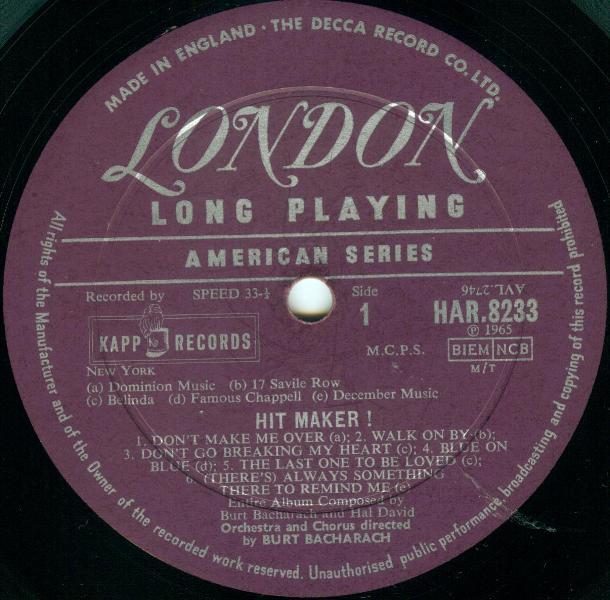 MADE IN ENGLAND · THE DECCA RECORD CO. LTD.
LONDON
LONG PLAYING
AMERICAN SERIES
Recorded by SPEED 33-⅓ Side
1
AVL.2746
HAR.8233
℗ 1965
KAPP RECORDS
M.C.P.S.
BIEM NCB
M/T
NEW YORK
(a) Dominion Music (b) 17 Savile Row
(c) Belinda (d) Famous Chappell (e) December Music
HIT MAKER !
1. DON'T MAKE ME OVER (a); 2. WALK ON BY (b);
3. DON'T GO BREAKING MY HEART (c); 4. BLUE ON
BLUE (d); 5. THE LAST ONE TO BE LOVED (c);
6. (THERE'S) ALWAYS SOMETHING
THERE TO REMIND ME (e)
Entire Album Composed by
Burt Bacharach and Hal David
Orchestra and Chorus directed
by BURT BACHARACH
All rights of the Manufacturer and of the Owner of the recorded work reserved. Unauthorised public performance, broadcasting and copying of this record prohibited